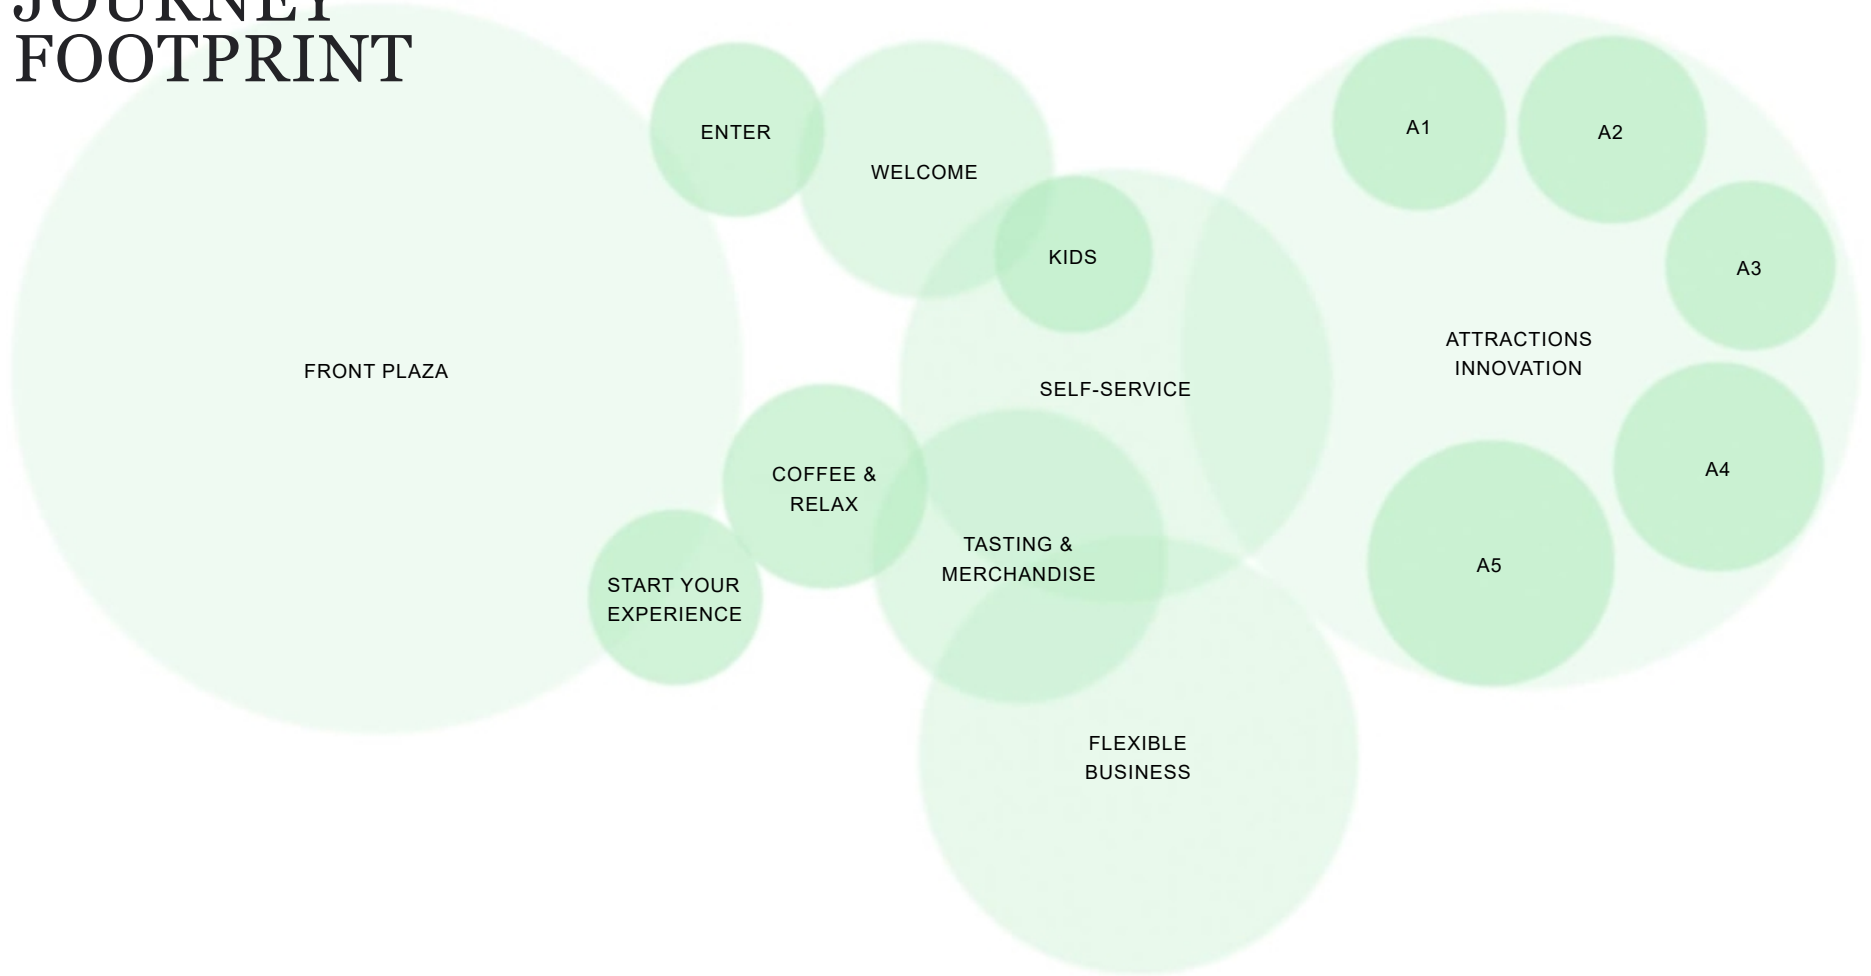 JOURNEY
FOOTPRINT
ENTER
WELCOME
KIDS
A1
A2
A3
ATTRACTIONS
INNOVATION
FRONT PLAZA
SELF-SERVICE
COFFEE &
RELAX
A4
TASTING &
MERCHANDISE
A5
START YOUR
EXPERIENCE
FLEXIBLE
BUSINESS